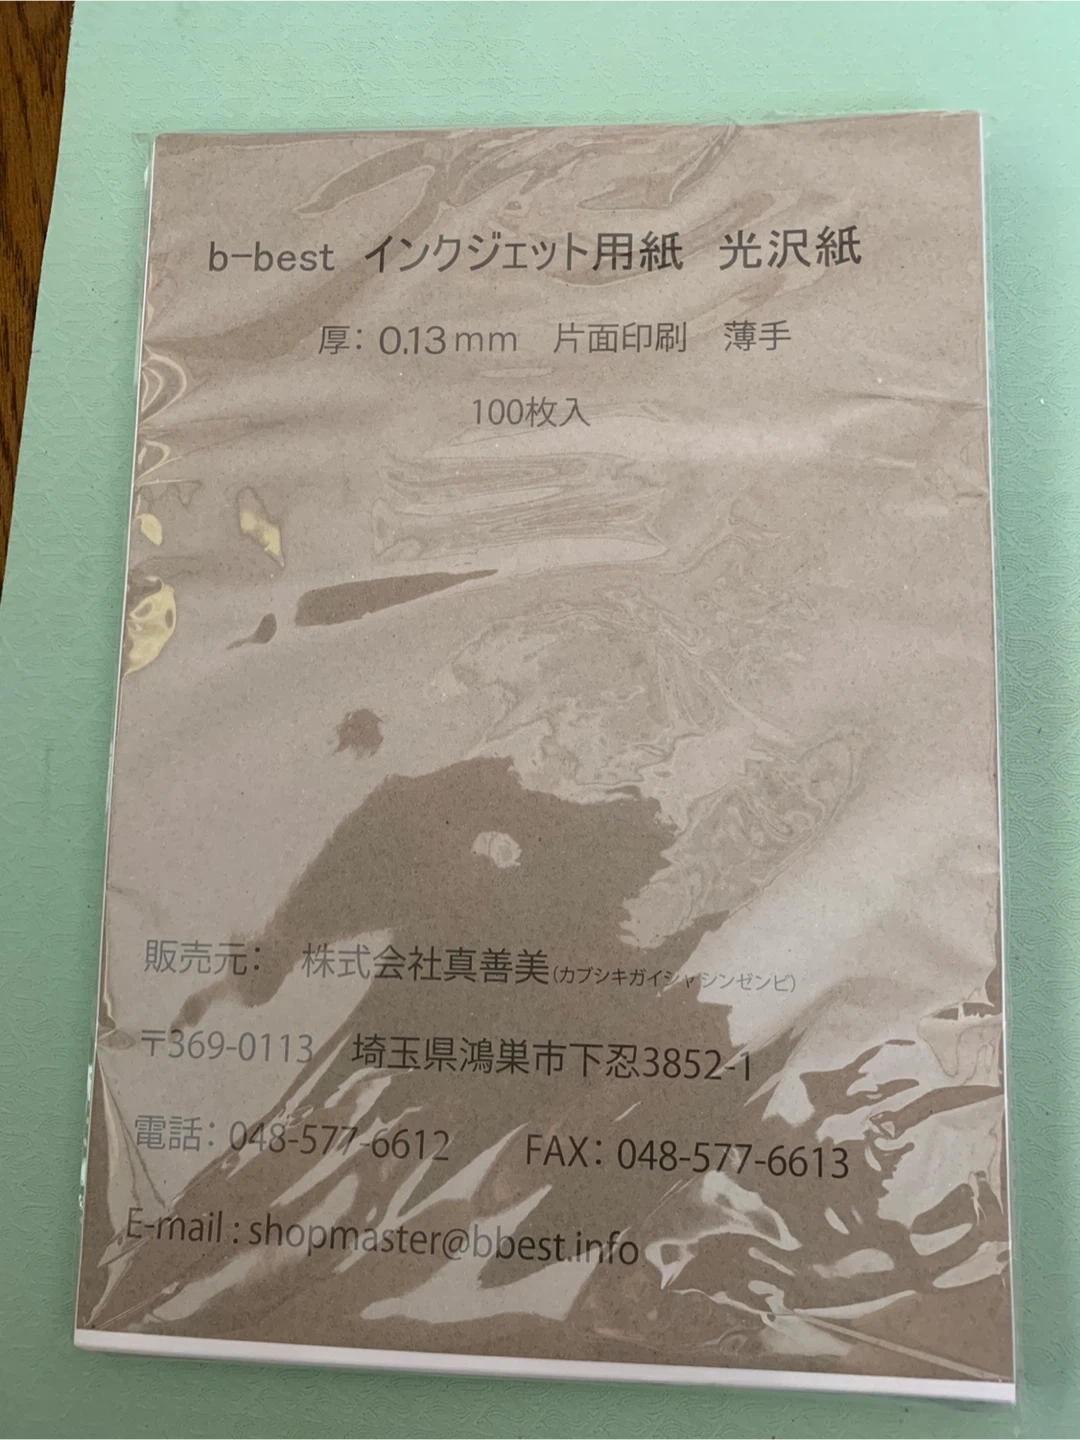 b-best インクジェット用紙 光沢紙
厚: 0.13mm 片面印刷 薄手
100枚入
販売元: 株式会社真善美(カブシキガイシャシンゼンビ)
〒369-0113 埼玉県鴻巣市下忍3852-1
電話: 048-577-6612 FAX: 048-577-6613
E-mail : shopmaster@bbest.info